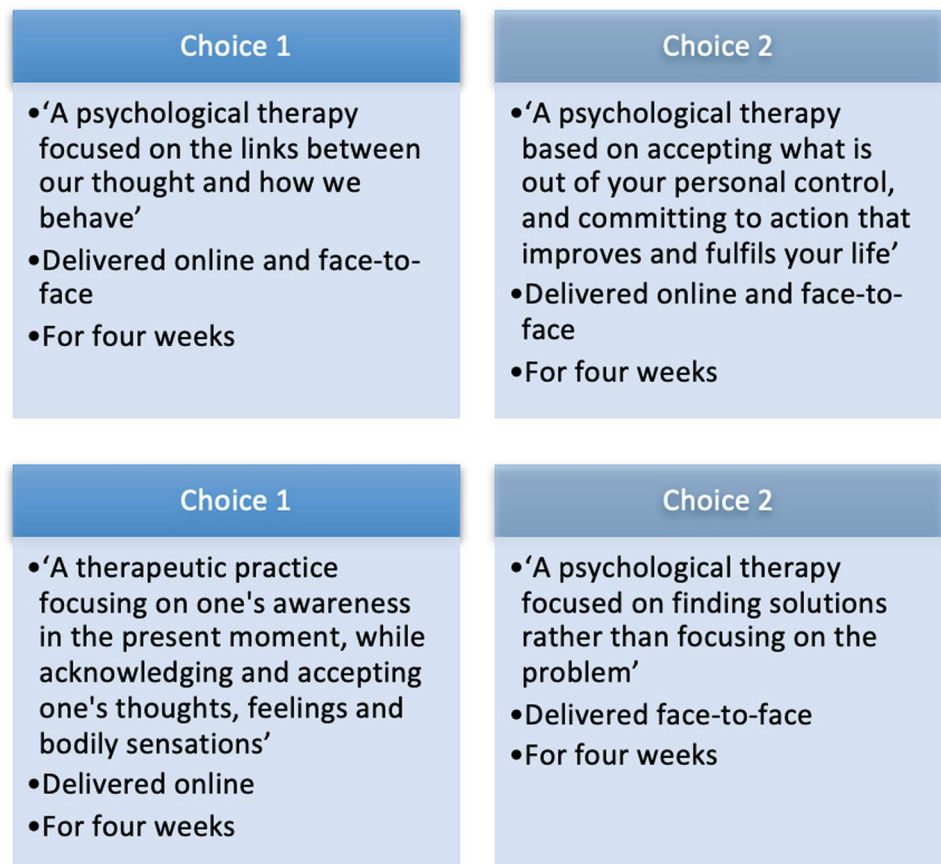 Choice 1
•‘A psychological therapy
focused on the links between
our thought and how we
behave’
•Delivered online and face-to-
face
•For four weeks
Choice 2
•‘A psychological therapy
based on accepting what is
out of your personal control,
and committing to action that
improves and fulfils your life’
•Delivered online and face-to-
face
•For four weeks
Choice 1
•‘A therapeutic practice
focusing on one's awareness
in the present moment, while
acknowledging and accepting
one's thoughts, feelings and
bodily sensations’
•Delivered online
•For four weeks
Choice 2
•‘A psychological therapy
focused on finding solutions
rather than focusing on the
problem’
•Delivered face-to-face
•For four weeks